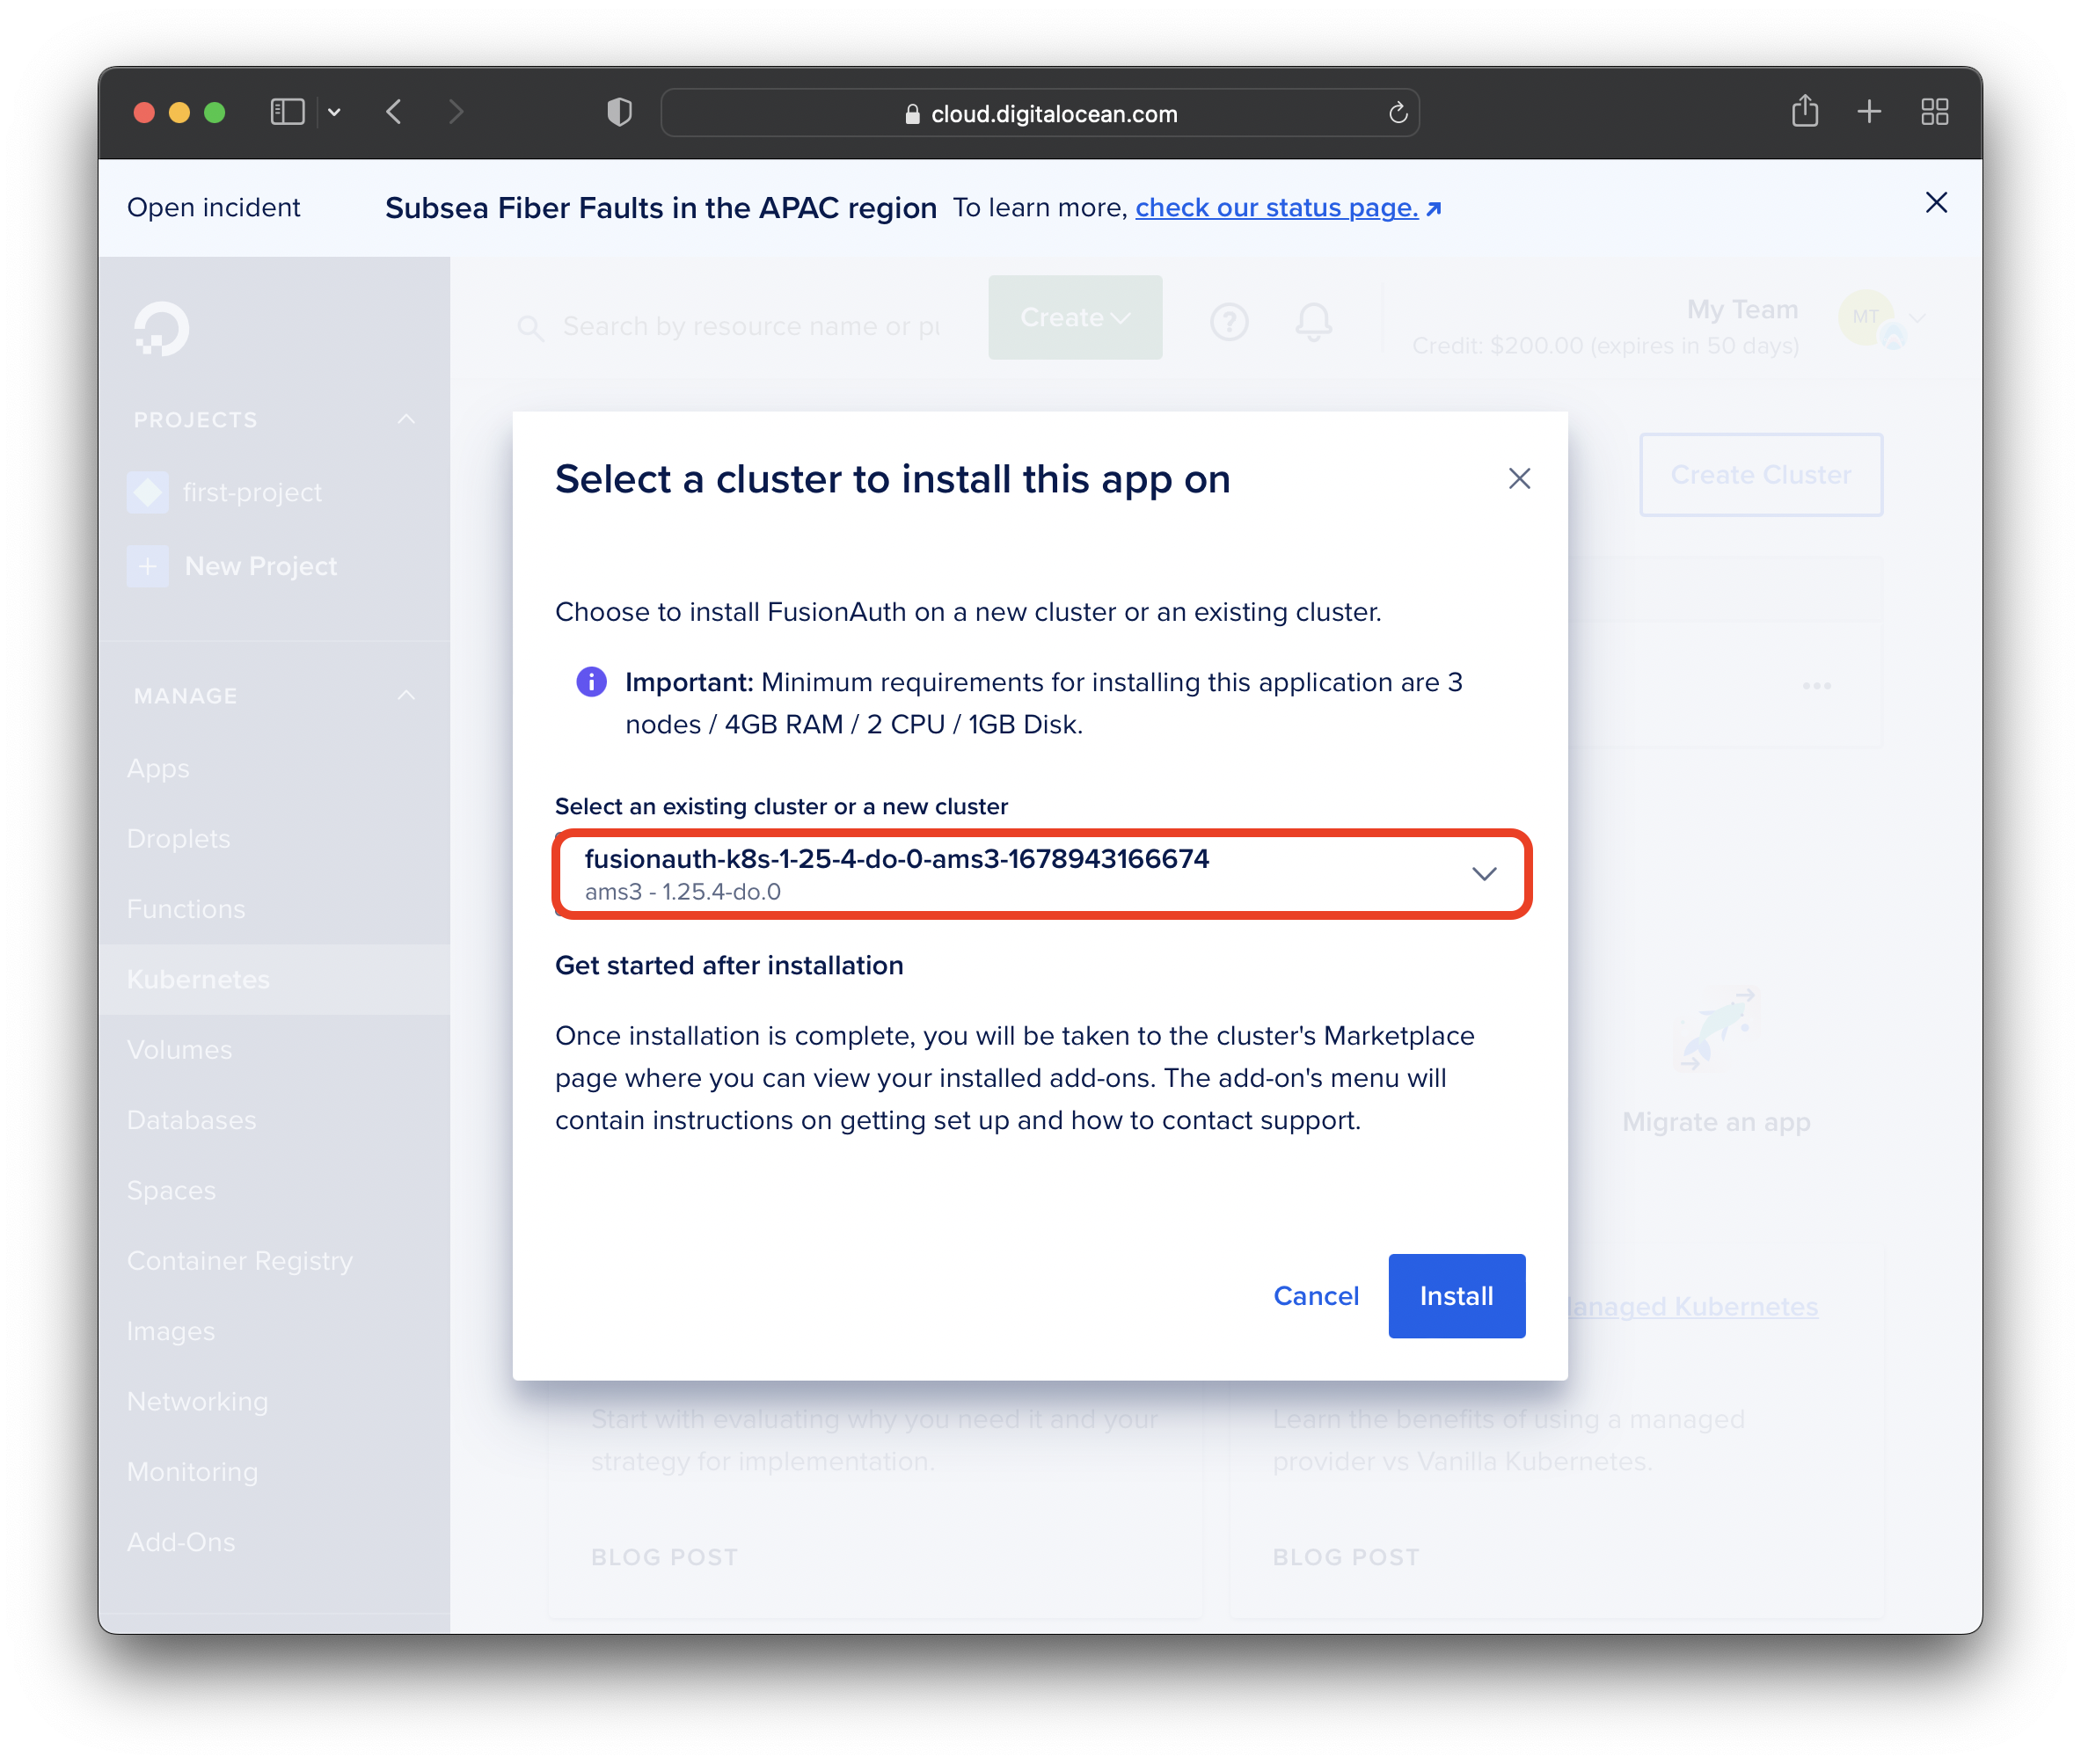 cloud.digitalocean.com
Open incident
Subsea Fiber Faults in the APAC region To learn more, check our status page.
Search by resource name or pu
Create
My Team
Credit: $200.00 (expires in 50 days)
MT
PROJECTS
first-project
New Project
MANAGE
Apps
Droplets
Functions
Kubernetes
Volumes
Databases
Spaces
Container Registry
Images
Networking
Monitoring
Add-Ons
Create Cluster
Select a cluster to install this app on
Choose to install FusionAuth on a new cluster or an existing cluster.
Important: Minimum requirements for installing this application are 3
nodes / 4GB RAM / 2 CPU / 1GB Disk.
Select an existing cluster or a new cluster
fusionauth-k8s-1-25-4-do-0-ams3-1678943166674
ams3 - 1.25.4-do.0
Get started after installation
Once installation is complete, you will be taken to the cluster's Marketplace
page where you can view your installed add-ons. The add-on's menu will
contain instructions on getting set up and how to contact support.
Cancel
Install
Migrate an app
anaged Kubernetes
Start with evaluating why you need it and your
strategy for implementation.
BLOG POST
Learn the benefits of using a managed
provider vs Vanilla Kubernetes.
BLOG POST